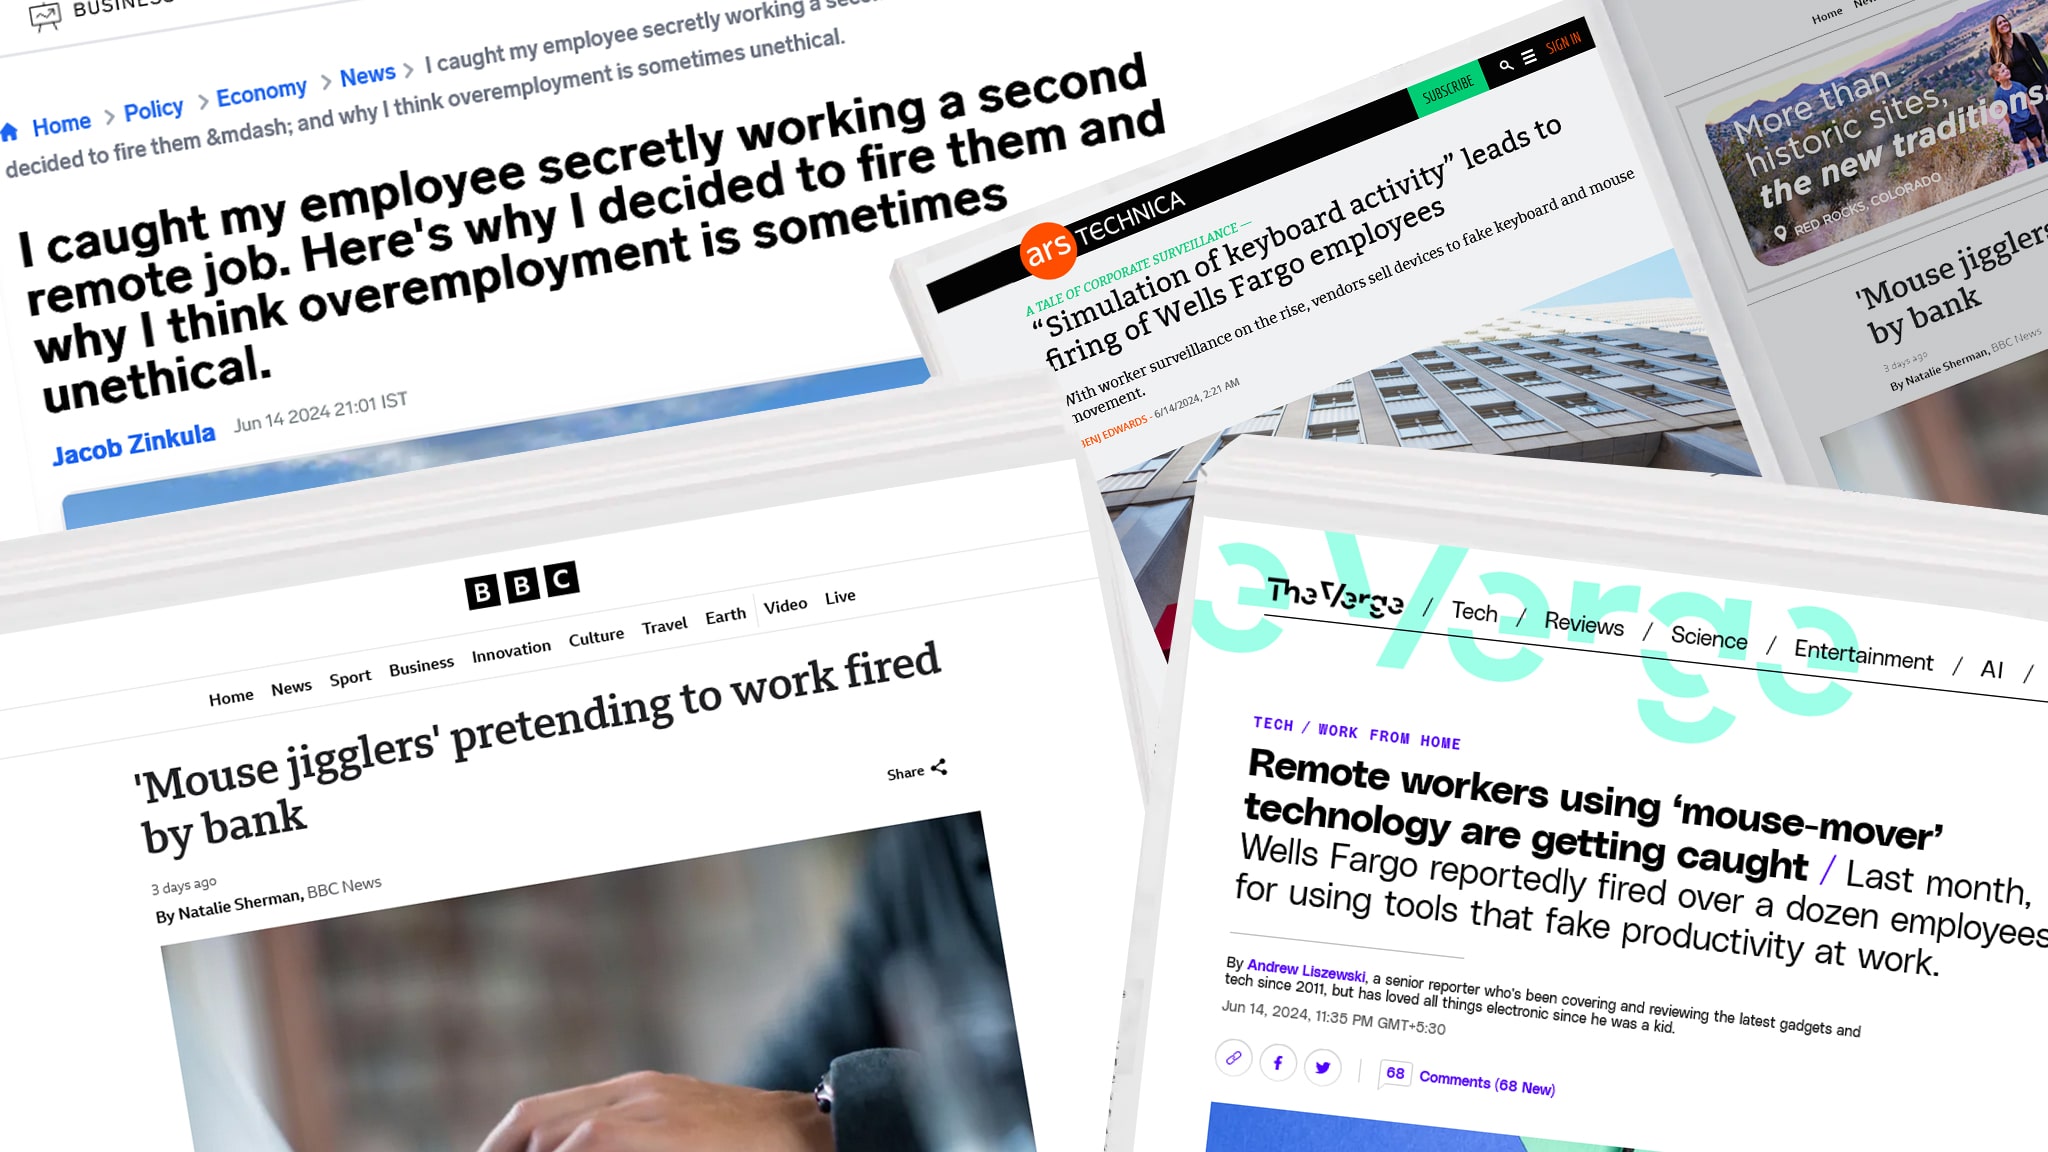 BUSINESS
Home > Policy > Economy > News > I caught my employee secretly working a
decided to fire them &mdash; and why I think overemployment is sometimes unethical.
I caught my employee secretly working a second
remote job. Here's why I decided to fire them and
why I think overemployment is sometimes
unethical.
Jacob Zinkula Jun 14 2024 21:01 IST
SUBSCRIBE
SIGN IN
ars TECHNICA
A TALE OF CORPORATE SURVEILLANCE —
“Simulation of keyboard activity” leads to
firing of Wells Fargo employees
With worker surveillance on the rise, vendors sell devices to fake keyboard and mouse
movement.
BENJ EDWARDS - 6/14/2024, 2:21 AM
Home
More than
historic sites,
the new traditions.
RED ROCKS, COLORADO
'Mouse jigglers
by bank
3 days ago
By Natalie Sherman, BBC News
BBC
Home News Sport Business Innovation Culture Travel Earth Video Live
'Mouse jigglers' pretending to work fired
by bank
Share
3 days ago
By Natalie Sherman, BBC News
eVerge
The Verge / Tech / Reviews / Science / Entertainment / AI /
TECH / WORK FROM HOME
Remote workers using ‘mouse-mover’
technology are getting caught / Last month,
Wells Fargo reportedly fired over a dozen employees
for using tools that fake productivity at work.
By Andrew Liszewski, a senior reporter who's been covering and reviewing the latest gadgets and
tech since 2011, but has loved all things electronic since he was a kid.
Jun 14, 2024, 11:35 PM GMT+5:30
68 Comments (68 New)